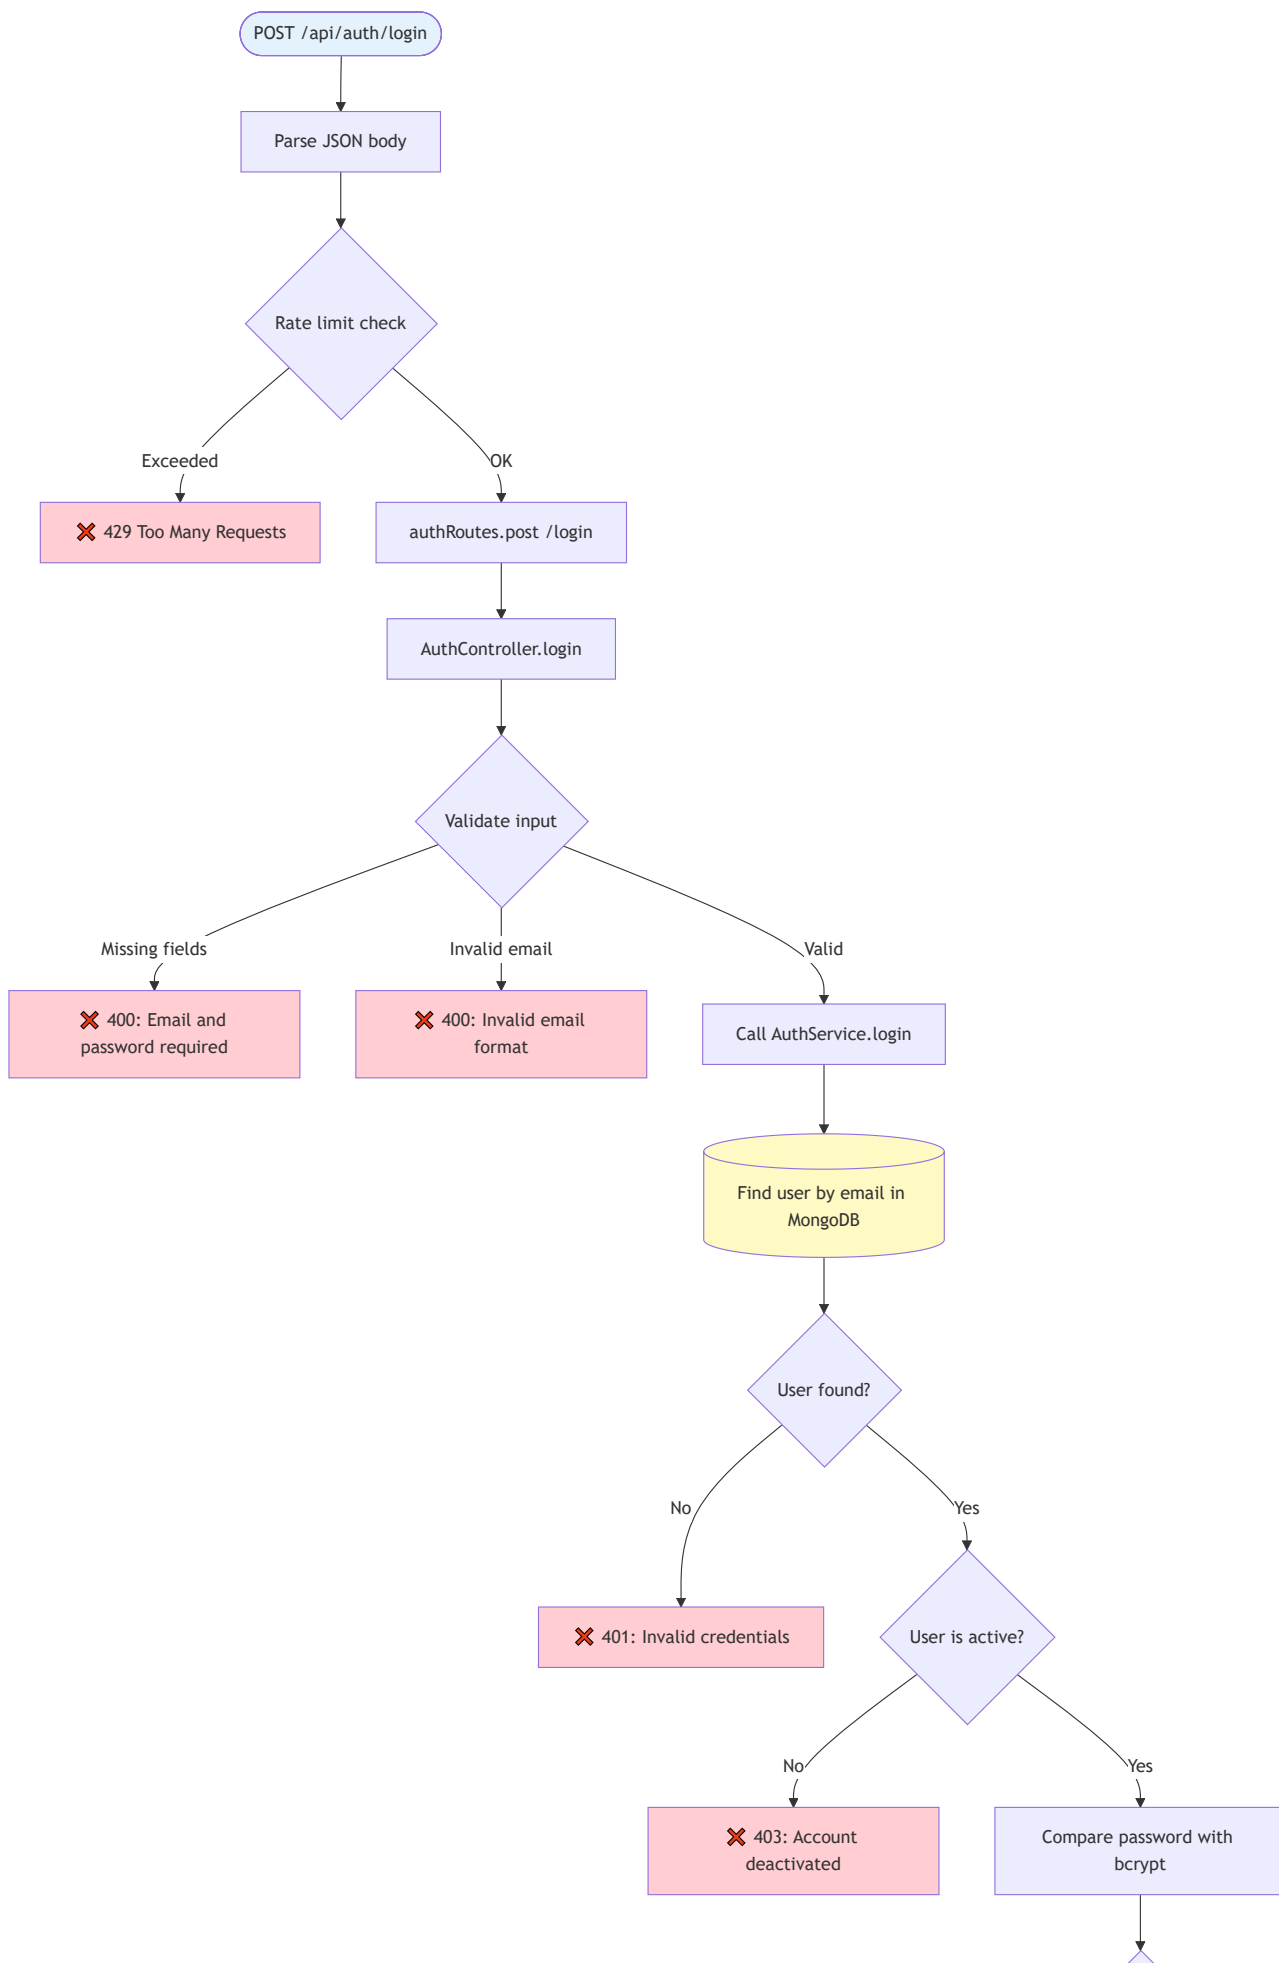 POST /api/auth/login
Parse JSON body
Rate limit check
Exceeded
OK
❌ 429 Too Many Requests
authRoutes.post /login
AuthController.login
Validate input
Missing fields
Invalid email
Valid
❌ 400: Email and
password required
❌ 400: Invalid email
format
Call AuthService.login
Find user by email in
MongoDB
User found?
No
Yes
❌ 401: Invalid credentials
User is active?
No
Yes
❌ 403: Account
deactivated
Compare password with
bcrypt